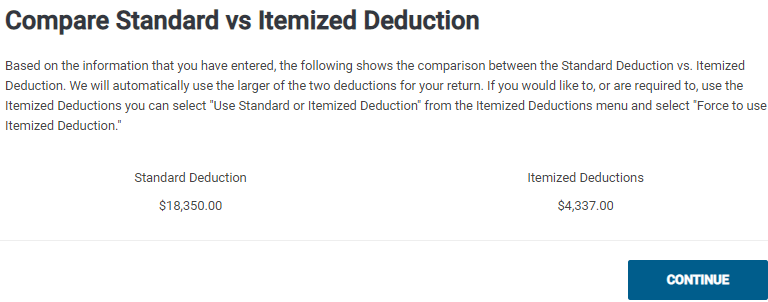 Compare Standard vs Itemized Deduction
Based on the information that you have entered, the following shows the comparison between the Standard Deduction vs. Itemized
Deduction. We will automatically use the larger of the two deductions for your return. If you would like to, or are required to, use the
Itemized Deductions you can select "Use Standard or Itemized Deduction" from the Itemized Deductions menu and select "Force to use
Itemized Deduction."
Standard Deduction Itemized Deductions
$18,350.00 $4,337.00
CONTINUE